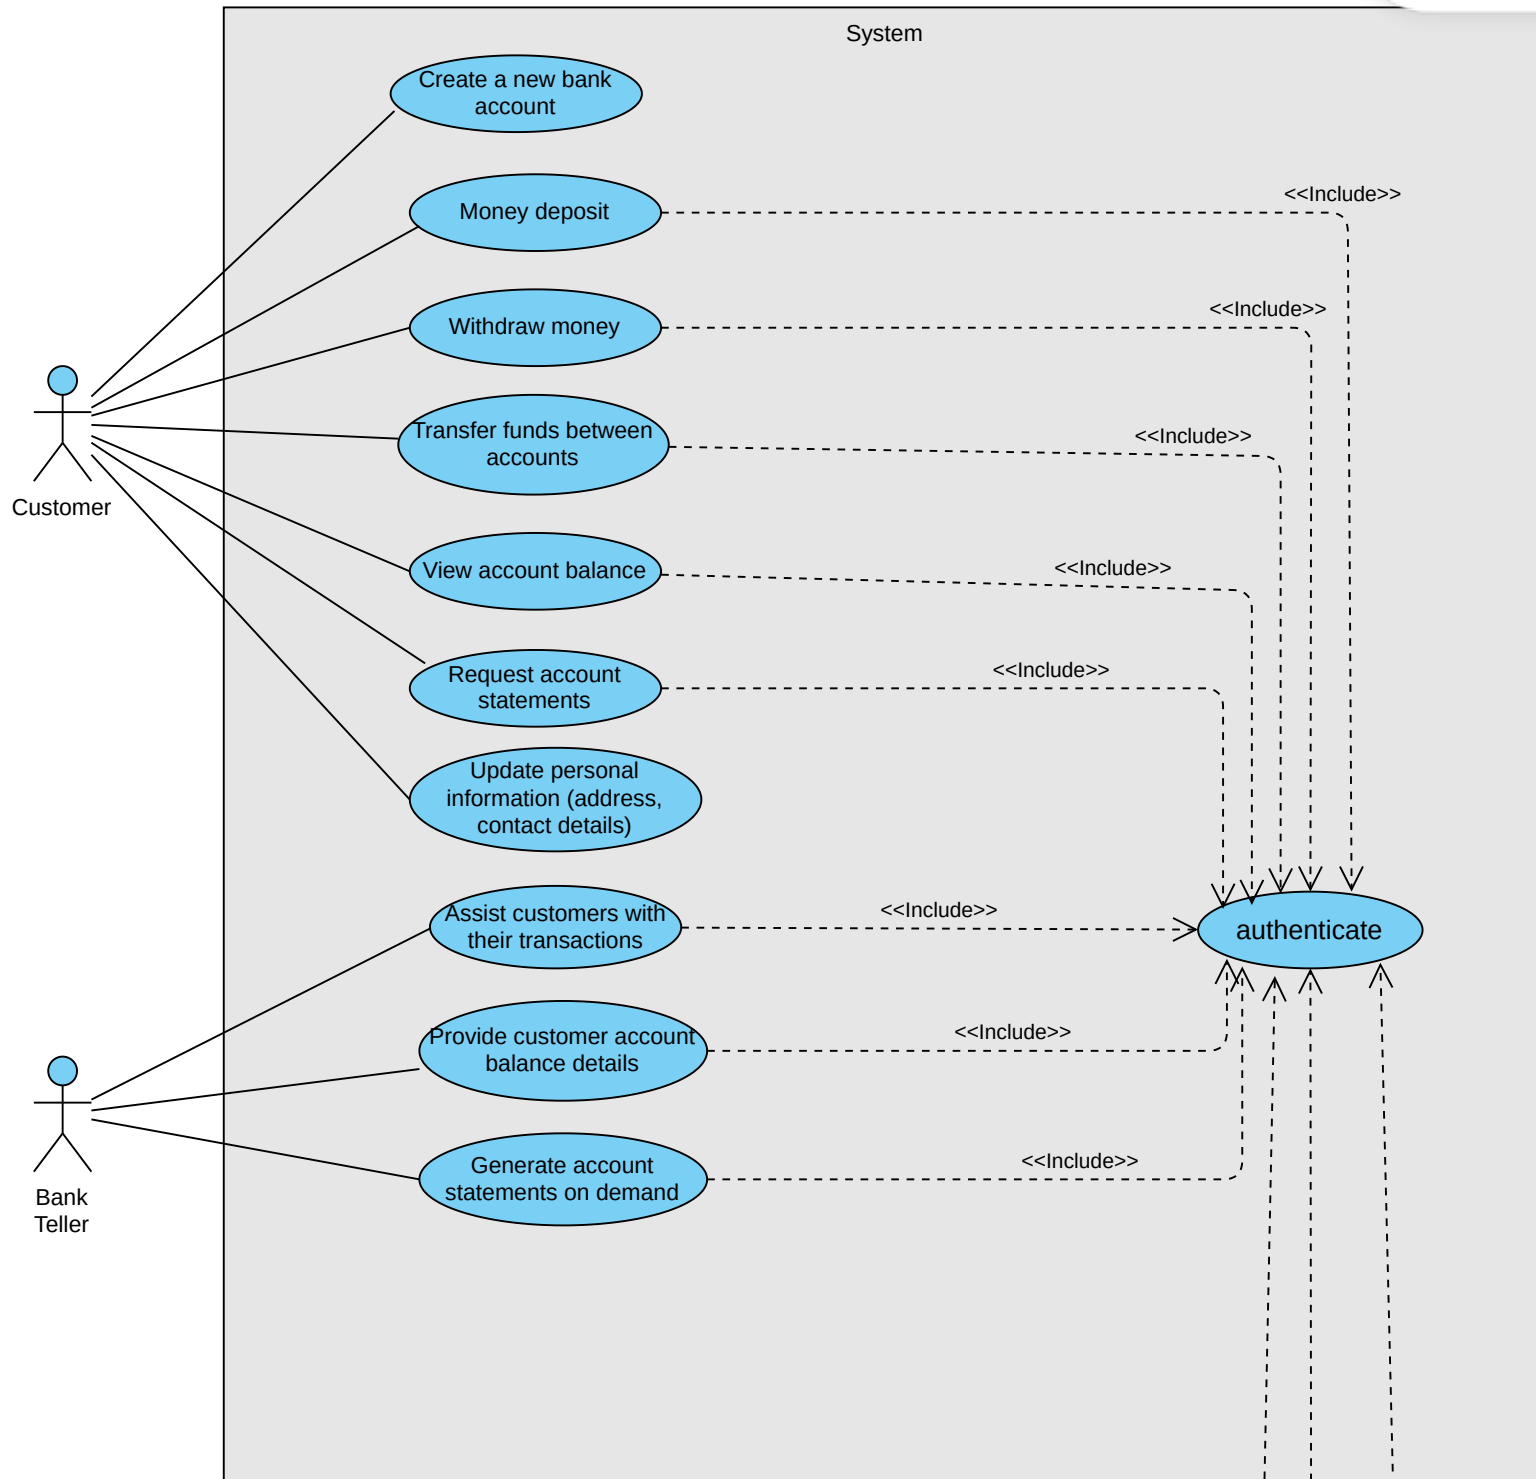 System
Create a new bank
account
<<Include>>
Money deposit
<<Include>>
Withdraw money
Transfer funds between
accounts
<<Include>>
Customer
View account balance
<<Include>>
Request account
statements
<<Include>>
Update personal
information (address,
contact details)
Assist customers with
their transactions
<<Include>>
authenticate
Provide customer account
balance details
<<Include>>
Generate account
statements on demand
<<Include>>
Bank
Teller